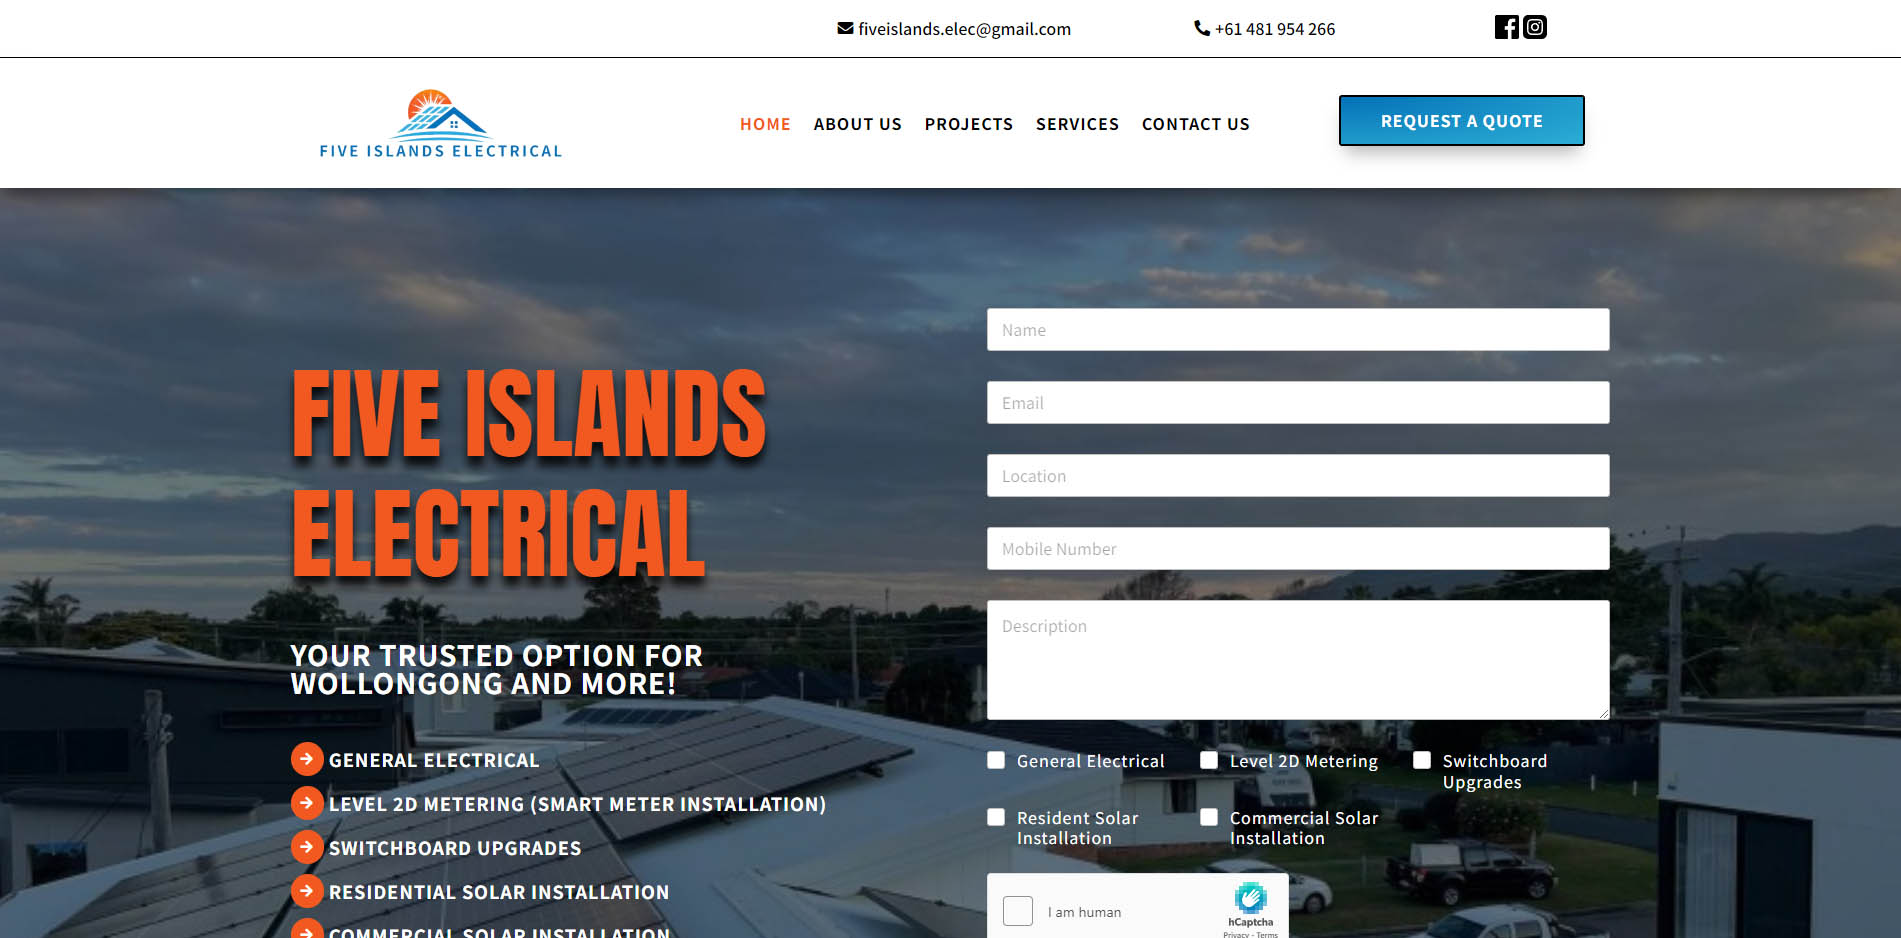 fiveislands.elec@gmail.com
+61 481 954 266
FIVE ISLANDS ELECTRICAL
HOME
ABOUT US
PROJECTS
SERVICES
CONTACT US
REQUEST A QUOTE
FIVE ISLANDS
ELECTRICAL
YOUR TRUSTED OPTION FOR
WOLLONGONG AND MORE!
GENERAL ELECTRICAL
LEVEL 2D METERING (SMART METER INSTALLATION)
SWITCHBOARD UPGRADES
RESIDENTIAL SOLAR INSTALLATION
COMMERCIAL SOLAR INSTALLATION
Name
Email
Location
Mobile Number
Description
General Electrical
Level 2D Metering
Switchboard
Upgrades
Resident Solar
Installation
Commercial Solar
Installation
I am human
hCaptcha
Privacy - Terms